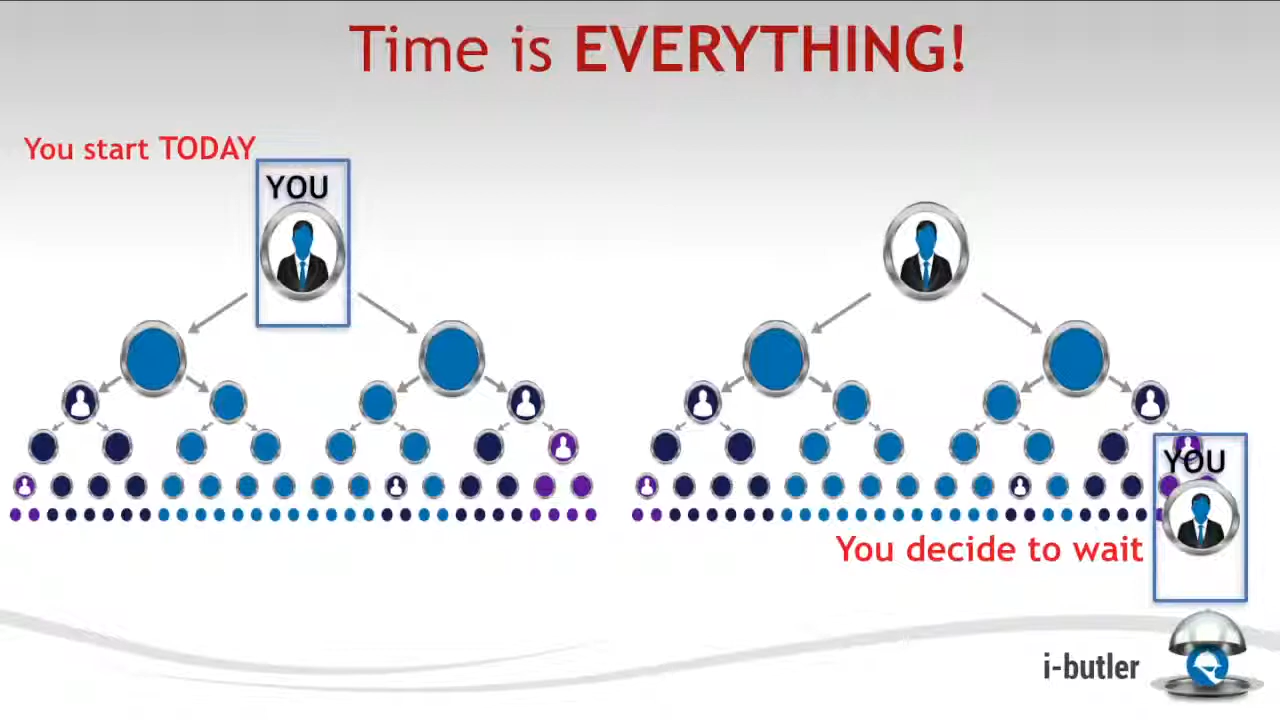 Time is EVERYTHING!
You start TODAY
YOU
YOU
You decide to wait
i-butler